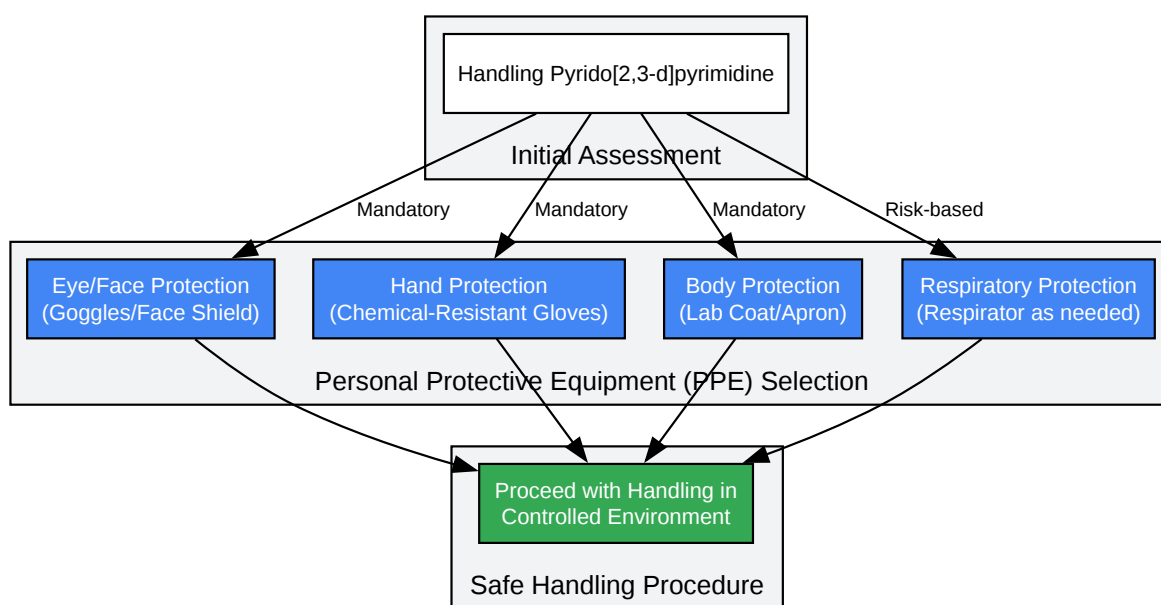 Handling Pyrido[2,3-d]pyrimidine
Initial Assessment
Mandatory
Mandatory
Mandatory
Risk-based
Eye/Face Protection
(Goggles/Face Shield)
Hand Protection
(Chemical-Resistant Gloves)
Body Protection
(Lab Coat/Apron)
Respiratory Protection
(Respirator as needed)
Personal Protective Equipment (PPE) Selection
Proceed with Handling in
Controlled Environment
Safe Handling Procedure